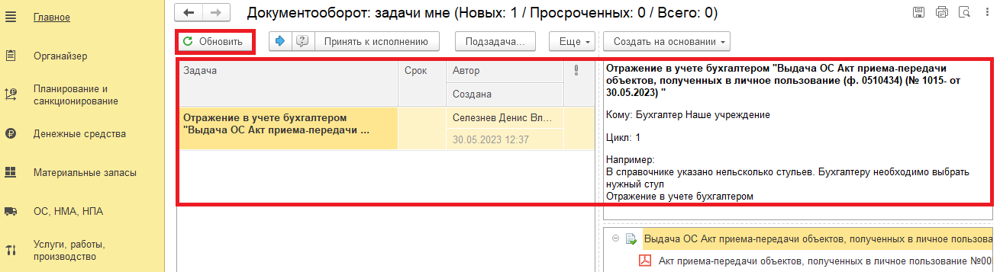 Главное
Органайзер
Планирование и
санкционирование
Денежные средства
Материальные запасы
ОС, НМА, НПА
Услуги, работы,
производство
Документооборот: задачи мне (Новых: 1 / Просроченных: 0 / Всего: 0)
Обновить
Принять к исполнению
Подзадача...
Еще
Создать на основании
Задача
Срок
Автор
Создана
Отражение в учете бухгалтером
"Выдача ОС Акт приема-передачи ...
Селезнев Денис Вл...
30.05.2023 12:37
Отражение в учете бухгалтером "Выдача ОС Акт приема-передачи
объектов, полученных в личное пользование (ф. 0510434) (№ 1015- от
30.05.2023) "
Кому: Бухгалтер Наше учреждение
Цикл: 1
Например:
В справочнике указано нельсколько стульев. Бухгалтеру необходимо выбрать
нужный стул
Отражение в учете бухгалтером
Выдача ОС Акт приема-передачи объектов, полученных в личное пользова
Акт приема-передачи объектов, полученных в личное пользование №00